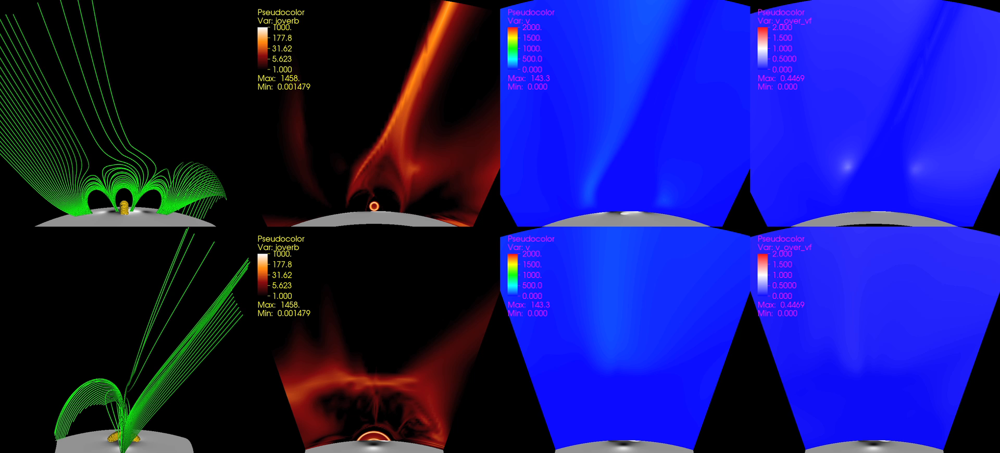 Pseudocolor
Var: joverb
1000.
177.8
31.62
5.623
1.000
Max: 1458.
Min: 0.001479
Pseudocolor
Var: v
2000.
1500.
1000.
500.0
0.000
Max: 143.3
Min: 0.000
Pseudocolor
Var: v_over_vf
2.000
1.500
1.000
0.5000
0.000
Max: 0.4469
Min: 0.000
Pseudocolor
Var: joverb
1000.
177.8
31.62
5.623
1.000
Max: 1458.
Min: 0.001479
Pseudocolor
Var: v
2000.
1500.
1000.
500.0
0.000
Max: 143.3
Min: 0.000
Pseudocolor
Var: v_over_vf
2.000
1.500
1.000
0.5000
0.000
Max: 0.4469
Min: 0.000